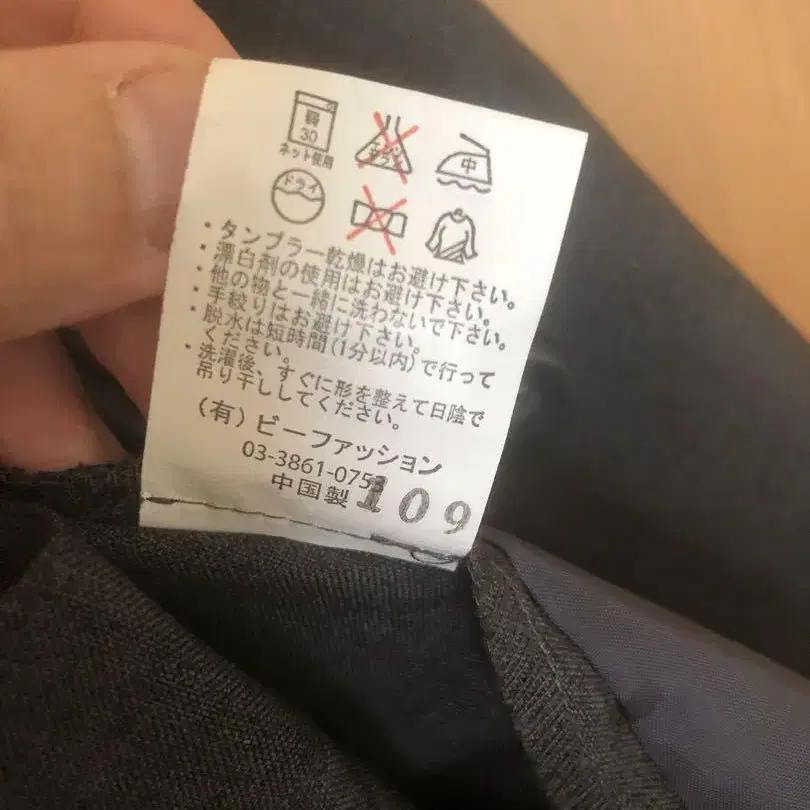 弱
30
ネット使用
エンソ
サラシ
中
ドライ
・タンブラー乾燥はお避け下さい。
・漂白剤の使用はお避け下さい。
・他の物と一緒に洗わないで下さい。
・手絞りはお避け下さい。
・脱水は短時間(1分以内)で行って
ください。
・洗濯後、すぐに形を整えて日陰で
吊り干ししてください。
(有)ビーファッション
03-3861-075
中国製 109